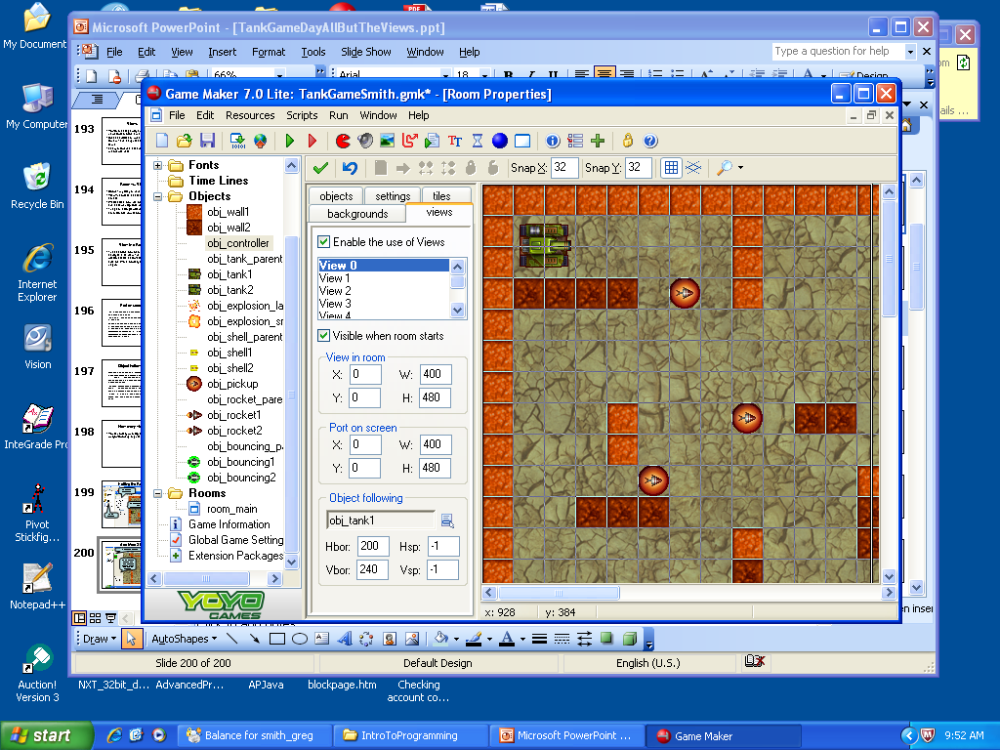 My Document
My Computer
Recycle Bin
Internet
Explorer
Vision
InteGrade Pro
Pivot
Stickfig...
Notepad++
Auction!
Version 3
NXT_32bit_d...
AdvancedPr...
APJava
blockpage.htm
Checking
account co...
Microsoft PowerPoint - [TankGameDayAllButTheViews.ppt]
File Edit View Insert Format Tools Slide Show Window Help
Type a question for help
66%
Arial
18
Design
193
194
195
196
197
198
199
200
Game Maker 7.0 Lite: TankGameSmith.gmk* - [Room Properties]
File Edit Resources Scripts Run Window Help
Snap X: 32 Snap Y: 32
Fonts
Time Lines
Objects
obj_wall1
obj_wall2
obj_controller
obj_tank_parent
obj_tank1
obj_tank2
obj_explosion_la
obj_explosion_sm
obj_shell_parent
obj_shell1
obj_shell2
obj_pickup
obj_rocket_pare
obj_rocket1
obj_rocket2
obj_bouncing_pa
obj_bouncing1
obj_bouncing2
Rooms
room_main
Game Information
Global Game Setting
Extension Packages
YOYO
GAMES
objects settings tiles
backgrounds views
Enable the use of Views
View 0
View 1
View 2
View 3
View 4
Visible when room starts
View in room
X: 0 W: 400
Y: 0 H: 480
Port on screen
X: 0 W: 400
Y: 0 H: 480
Object following
obj_tank1
Hbor: 200 Hsp: -1
Vbor: 240 Vsp: -1
x: 928 y: 384
ails ...
Draw AutoShapes
Slide 200 of 200 Default Design English (U.S.)
start
Balance for smith_greg
IntroToProgramming
Microsoft PowerPoint ...
Game Maker
9:52 AM